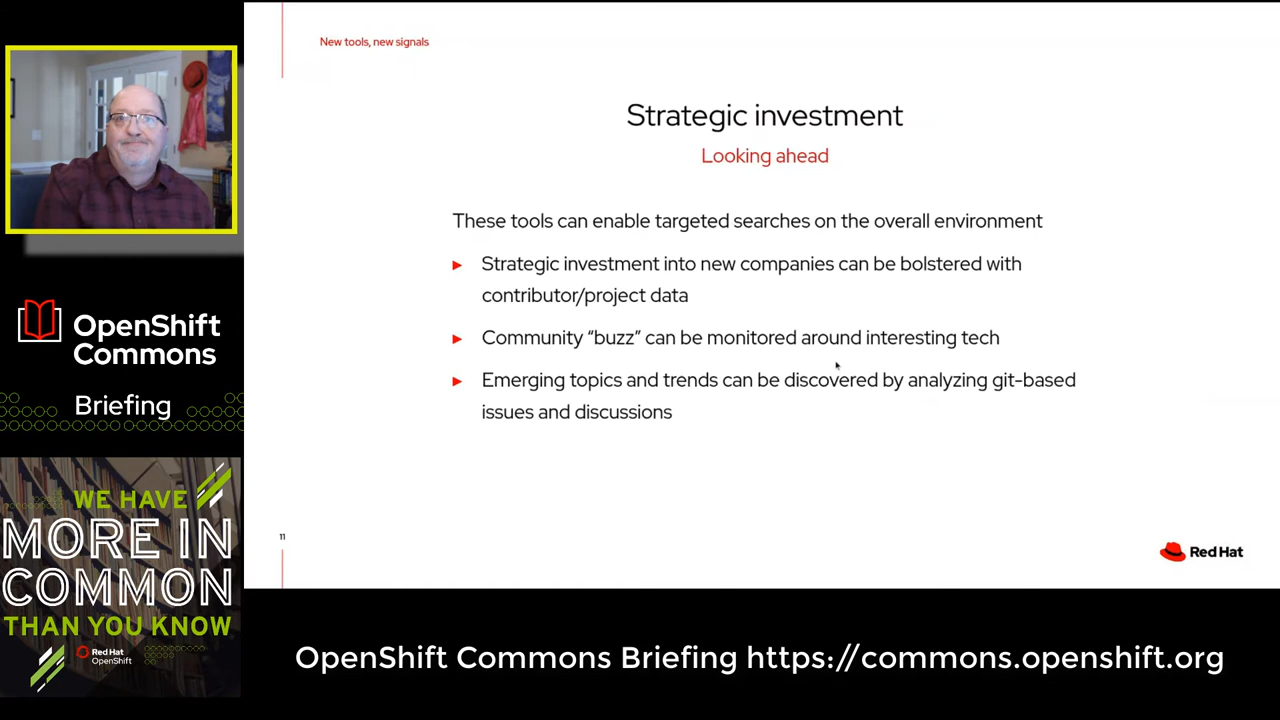 New tools, new signals
Strategic investment
Looking ahead
These tools can enable targeted searches on the overall environment
Strategic investment into new companies can be bolstered with
contributor/project data
Community “buzz” can be monitored around interesting tech
Emerging topics and trends can be discovered by analyzing git-based
issues and discussions
11
Red Hat
OpenShift
Commons
Briefing
WE HAVE
MORE IN
COMMON
THAN YOU KNOW
Red Hat
OpenShift
OpenShift Commons Briefing https://commons.openshift.org